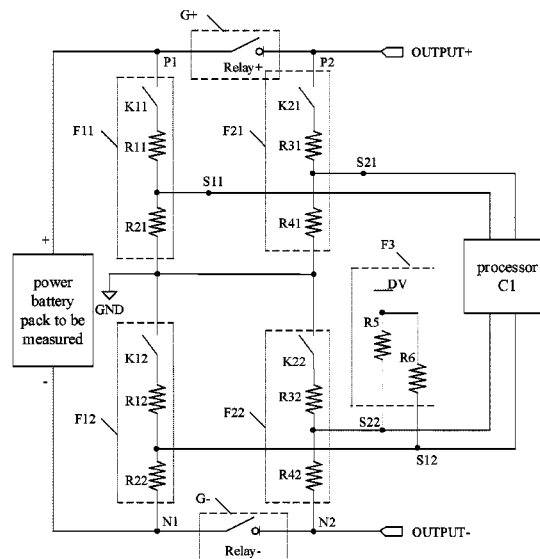 G+
P1
P2
OUTPUT+
Relay+
K11
K21
F11
F21
R11
R31
S21
S11
R21
R41
+
F3
power
battery
pack to be
measured
processor
C1
GND
DV
R5
R6
K12
K22
-
R12
R32
F12
F22
S22
S12
R22
R42
G-
N1
N2
OUTPUT-
Relay-